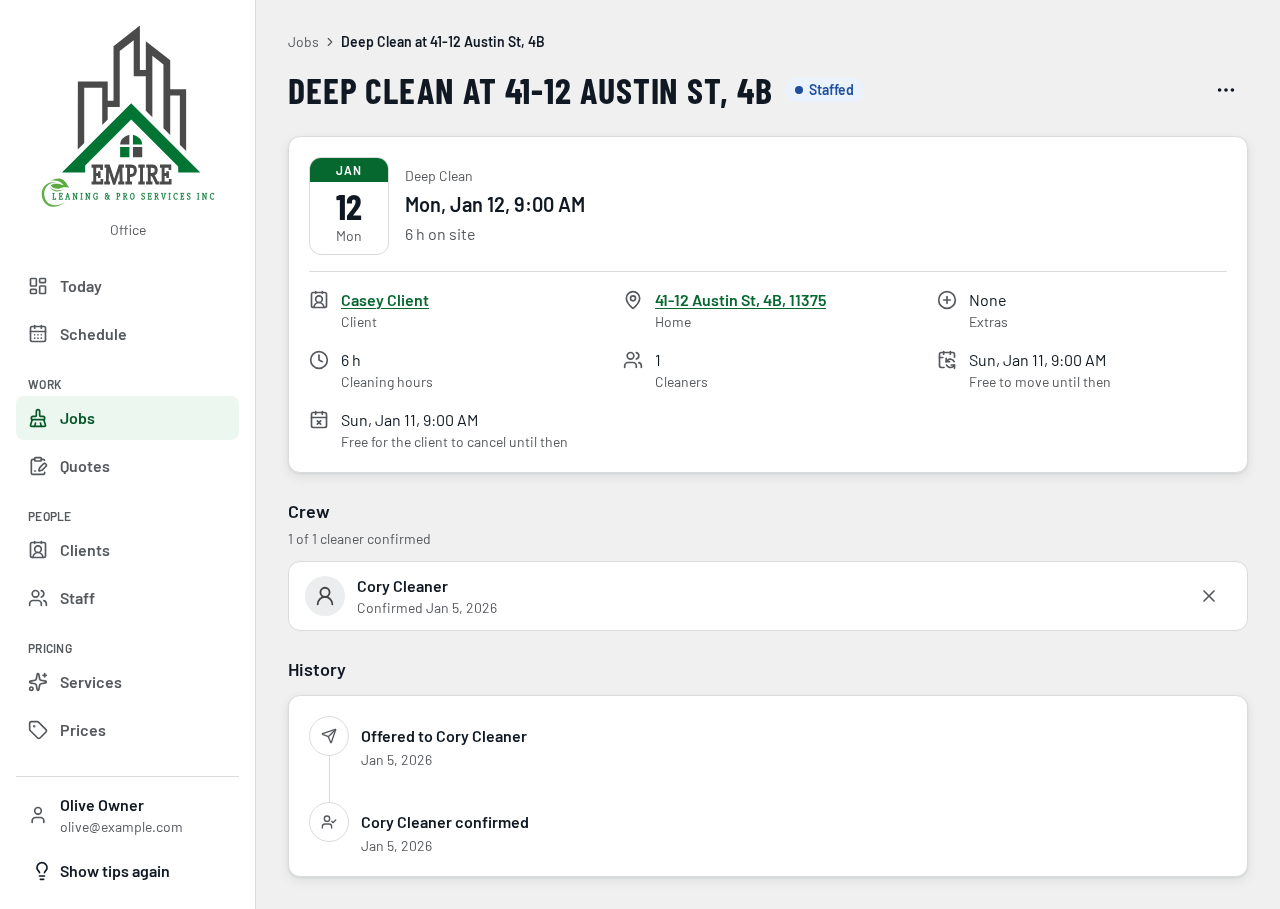 EMPIRE
CLEANING & PRO SERVICES INC
Office
Today
Schedule
WORK
Jobs
Quotes
PEOPLE
Clients
Staff
PRICING
Services
Prices
Olive Owner
olive@example.com
Show tips again
Jobs > Deep Clean at 41-12 Austin St, 4B
DEEP CLEAN AT 41-12 AUSTIN ST, 4B
Staffed
JAN
12
Mon
Deep Clean
Mon, Jan 12, 9:00 AM
6 h on site
Casey Client
Client
41-12 Austin St, 4B, 11375
Home
None
Extras
6 h
Cleaning hours
1
Cleaners
Sun, Jan 11, 9:00 AM
Free to move until then
Sun, Jan 11, 9:00 AM
Free for the client to cancel until then
Crew
1 of 1 cleaner confirmed
Cory Cleaner
Confirmed Jan 5, 2026
History
Offered to Cory Cleaner
Jan 5, 2026
Cory Cleaner confirmed
Jan 5, 2026